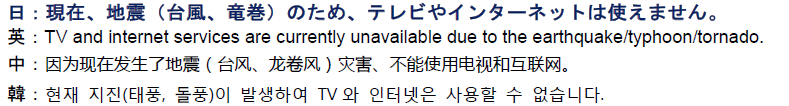 日：現在、地震（台風、竜巻）のため、テレビやインターネットは使えません。
英：TV and internet services are currently unavailable due to the earthquake/typhoon/tornado.
中：因为现在发生了地震（台风、龙卷风）灾害、不能使用电视和互联网。
韓：현재 지진(태풍, 돌풍)이 발생하여 TV 와 인터넷은 사용할 수 없습니다.